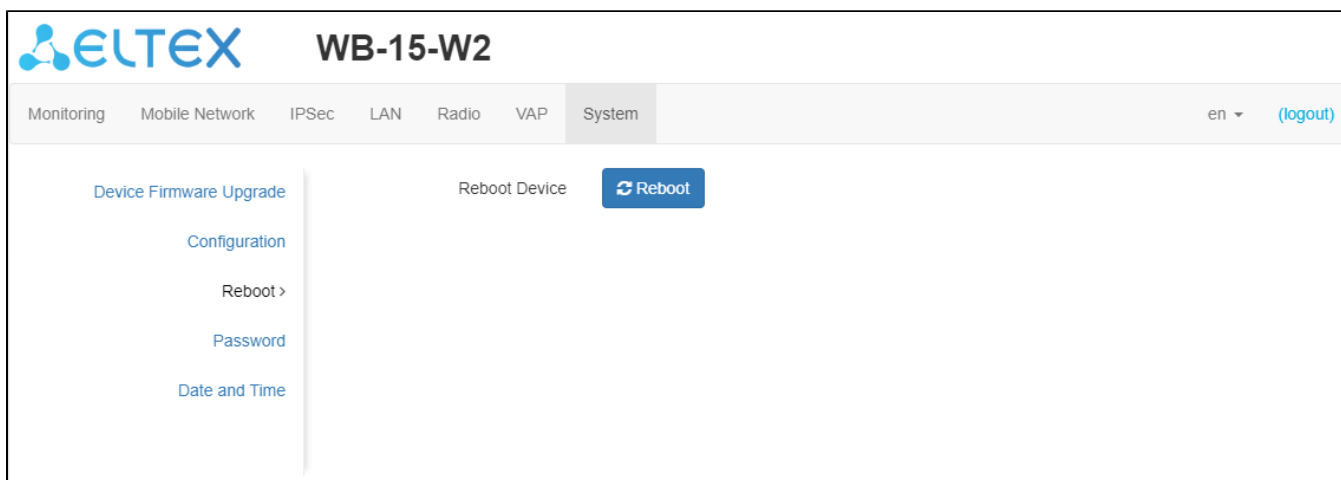 ELTEX WB-15-W2
Monitoring Mobile Network IPSec LAN Radio VAP System en (logout)
Device Firmware Upgrade
Reboot Device Reboot
Configuration
Reboot >
Password
Date and Time